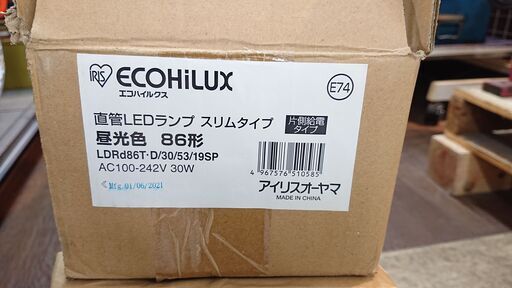 IRIS ECOHiLUX
エコハイルクス
E74
直管LEDランプ スリムタイプ
片側給電タイプ
昼光色 86形
LDRd86T·D/30/53/19SP
AC100-242V 30W
4 967576 510585
Mfg.01/06/2021
アイリスオーヤマ
MADE IN CHINA